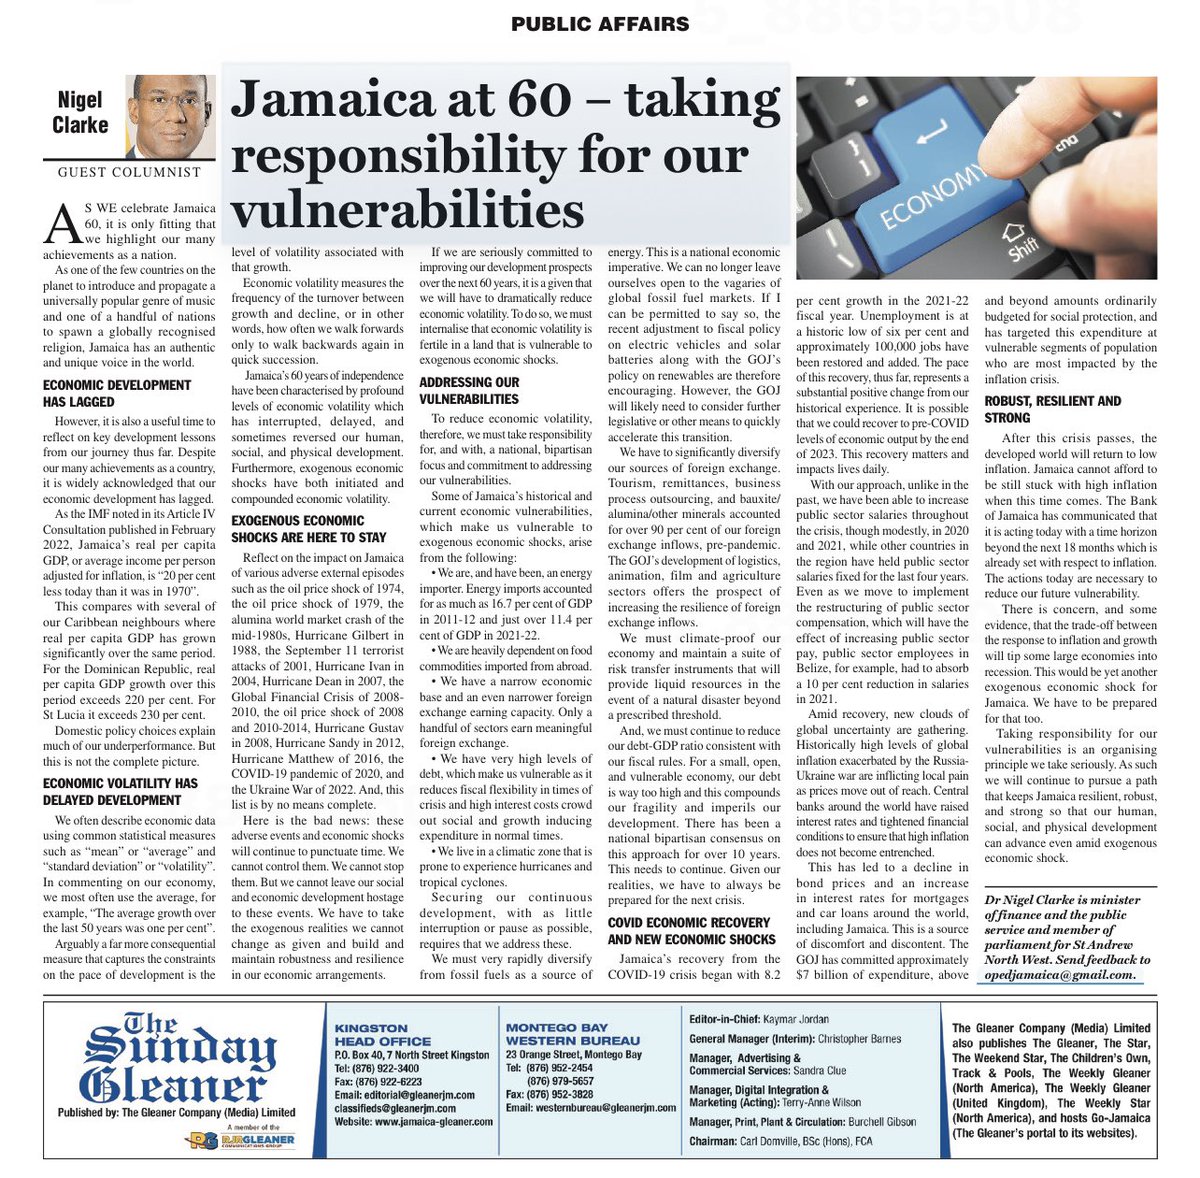 PUBLIC AFFAIRS
Nigel
Clarke
GUEST COLUMNIST
Jamaica at 60 – taking
responsibility for our
vulnerabilities
AS WE celebrate Jamaica
60, it is only fitting that
we highlight our many
achievements as a nation.
As one of the few countries on the
planet to introduce and propagate a
universally popular genre of music
and one of a handful of nations
to spawn a globally recognised
religion, Jamaica has an authentic
and unique voice in the world.
ECONOMIC DEVELOPMENT
HAS LAGGED
However, it is also a useful time to
reflect on key development lessons
from our journey thus far. Despite
our many achievements as a country,
it is widely acknowledged that our
economic development has lagged.
As the IMF noted in its Article IV
Consultation published in February
2022, Jamaica's real per capita
GDP, or average income per person
adjusted for inflation, is “20 per cent
less today than it was in 1970”.
This compares with several of
our Caribbean neighbours where
real per capita GDP has grown
significantly over the same period.
For the Dominican Republic, real
per capita GDP growth over this
period exceeds 220 per cent. For
St Lucia it exceeds 230 per cent.
Domestic policy choices explain
much of our underperformance. But
this is not the complete picture.
ECONOMIC VOLATILITY HAS
DELAYED DEVELOPMENT
We often describe economic data
using common statistical measures
such as “mean” or “average” and
“standard deviation” or “volatility”.
In commenting on our economy,
we most often use the average, for
example, “The average growth over
the last 50 years was one per cent”.
Arguably a far more consequential
measure that captures the constraints
on the pace of development is the
level of volatility associated with
that growth.
Economic volatility measures the
frequency of the turnover between
growth and decline, or in other
words, how often we walk forwards
only to walk backwards again in
quick succession.
Jamaica's 60 years of independence
have been characterised by profound
levels of economic volatility which
has interrupted, delayed, and
sometimes reversed our human,
social, and physical development.
Furthermore, exogenous economic
shocks have both initiated and
compounded economic volatility.
EXOGENOUS ECONOMIC
SHOCKS ARE HERE TO STAY
Reflect on the impact on Jamaica
of various adverse external episodes
such as the oil price shock of 1974,
the oil price shock of 1979, the
alumina world market crash of the
mid-1980s, Hurricane Gilbert in
1988, the September 11 terrorist
attacks of 2001, Hurricane Ivan in
2004, Hurricane Dean in 2007, the
Global Financial Crisis of 2008-
2010, the oil price shock of 2008
and 2010-2014, Hurricane Gustav
in 2008, Hurricane Sandy in 2012,
Hurricane Matthew of 2016, the
COVID-19 pandemic of 2020, and
the Ukraine War of 2022. And, this
list is by no means complete.
Here is the bad news: these
adverse events and economic shocks
will continue to punctuate time. We
cannot control them. We cannot stop
them. But we cannot leave our social
and economic development hostage
to these events. We have to take
the exogenous realities we cannot
change as given and build and
maintain robustness and resilience
in our economic arrangements.
If we are seriously committed to
improving our development prospects
over the next 60 years, it is a given that
we will have to dramatically reduce
economic volatility. To do so, we must
internalise that economic volatility is
fertile in a land that is vulnerable to
exogenous economic shocks.
ADDRESSING OUR
VULNERABILITIES
To reduce economic volatility,
therefore, we must take responsibility
for, and with, a national, bipartisan
focus and commitment to addressing
our vulnerabilities.
Some of Jamaica's historical and
current economic vulnerabilities,
which make us vulnerable to
exogenous economic shocks, arise
from the following:
• We are, and have been, an energy
importer. Energy imports accounted
for as much as 16.7 per cent of GDP
in 2011-12 and just over 11.4 per
cent of GDP in 2021-22.
• We are heavily dependent on food
commodities imported from abroad.
• We have a narrow economic
base and an even narrower foreign
exchange earning capacity. Only a
handful of sectors earn meaningful
foreign exchange.
• We have very high levels of
debt, which make us vulnerable as it
reduces fiscal flexibility in times of
crisis and high interest costs crowd
out social and growth inducing
expenditure in normal times.
• We live in a climatic zone that is
prone to experience hurricanes and
tropical cyclones.
Securing our continuous
development, with as little
interruption or pause as possible,
requires that we address these.
We must very rapidly diversify
from fossil fuels as a source of
energy. This is a national economic
imperative. We can no longer leave
ourselves open to the vagaries of
global fossil fuel markets. If I
can be permitted to say so, the
recent adjustment to fiscal policy
on electric vehicles and solar
batteries along with the GOJ's
policy on renewables are therefore
encouraging. However, the GOJ
will likely need to consider further
legislative or other means to quickly
accelerate this transition.
We have to significantly diversify
our sources of foreign exchange.
Tourism, remittances, business
process outsourcing, and bauxite/
alumina/other minerals accounted
for over 90 per cent of our foreign
exchange inflows, pre-pandemic.
The GOJ's development of logistics,
animation, film and agriculture
sectors offers the prospect of
increasing the resilience of foreign
exchange inflows.
We must climate-proof our
economy and maintain a suite of
risk transfer instruments that will
provide liquid resources in the
event of a natural disaster beyond
a prescribed threshold.
And, we must continue to reduce
our debt-GDP ratio consistent with
our fiscal rules. For a small, open,
and vulnerable economy, our debt
is way too high and this compounds
our fragility and imperils our
development. There has been a
national bipartisan consensus on
this approach for over 10 years.
This needs to continue. Given our
realities, we have to always be
prepared for the next crisis.
COVID ECONOMIC RECOVERY
AND NEW ECONOMIC SHOCKS
Jamaica's recovery from the
COVID-19 crisis began with 8.2
}
]
ECONOMY
end
Shift
per cent growth in the 2021-22
fiscal year. Unemployment is at
a historic low of six per cent and
approximately 100,000 jobs have
been restored and added. The pace
of this recovery, thus far, represents a
substantial positive change from our
historical experience. It is possible
that we could recover to pre-COVID
levels of economic output by the end
of 2023. This recovery matters and
impacts lives daily.
With our approach, unlike in the
past, we have been able to increase
public sector salaries throughout
the crisis, though modestly, in 2020
and 2021, while other countries in
the region have held public sector
salaries fixed for the last four years.
Even as we move to implement
the restructuring of public sector
compensation, which will have the
effect of increasing public sector
pay, public sector employees in
Belize, for example, had to absorb
a 10 per cent reduction in salaries
in 2021.
Amid recovery, new clouds of
global uncertainty are gathering.
Historically high levels of global
inflation exacerbated by the Russia-
Ukraine war are inflicting local pain
as prices move out of reach. Central
banks around the world have raised
interest rates and tightened financial
conditions to ensure that high inflation
does not become entrenched.
This has led to a decline in
bond prices and an increase
in interest rates for mortgages
and car loans around the world,
including Jamaica. This is a source
of discomfort and discontent. The
GOJ has committed approximately
$7 billion of expenditure, above
and beyond amounts ordinarily
budgeted for social protection, and
has targeted this expenditure at
vulnerable segments of population
who are most impacted by the
inflation crisis.
ROBUST, RESILIENT AND
STRONG
After this crisis passes, the
developed world will return to low
inflation. Jamaica cannot afford to
be still stuck with high inflation
when this time comes. The Bank
of Jamaica has communicated that
it is acting today with a time horizon
beyond the next 18 months which is
already set with respect to inflation.
The actions today are necessary to
reduce our future vulnerability.
There is concern, and some
evidence, that the trade-off between
the response to inflation and growth
will tip some large economies into
recession. This would be yet another
exogenous economic shock for
Jamaica. We have to be prepared
for that too.
Taking responsibility for our
vulnerabilities is an organising
principle we take seriously. As such
we will continue to pursue a path
that keeps Jamaica resilient, robust,
and strong so that our human,
social, and physical development
can advance even amid exogenous
economic shock.
Dr Nigel Clarke is minister
of finance and the public
service and member of
parliament for St Andrew
North West. Send feedback to
opedjamaica@gmail.com.
The
Sunday
Gleaner
Published by: The Gleaner Company (Media) Limited
A member of the
RJRGLEANER
COMMUNICATIONS GROUP
KINGSTON
HEAD OFFICE
P.O. Box 40, 7 North Street Kingston
Tel: (876) 922-3400
Fax: (876) 922-6223
Email: editorial@gleanerjm.com
classifieds@gleanerjm.com
Website: www.jamaica-gleaner.com
MONTEGO BAY
WESTERN BUREAU
23 Orange Street, Montego Bay
Tel: (876) 952-2454
(876) 979-5657
Fax: (876) 952-3828
Email: westernbureau@gleanerjm.com
Editor-in-Chief: Kaymar Jordan
General Manager (Interim): Christopher Barnes
Manager, Advertising &
Commercial Services: Sandra Clue
Manager, Digital Integration &
Marketing (Acting): Terry-Anne Wilson
Manager, Print, Plant & Circulation: Burchell Gibson
Chairman: Carl Domville, BSc (Hons), FCA
The Gleaner Company (Media) Limited
also publishes The Gleaner, The Star,
The Weekend Star, The Children's Own,
Track & Pools, The Weekly Gleaner
(North America), The Weekly Gleaner
(United Kingdom), The Weekly Star
(North America), and hosts Go-Jamaica
(The Gleaner's portal to its websites).